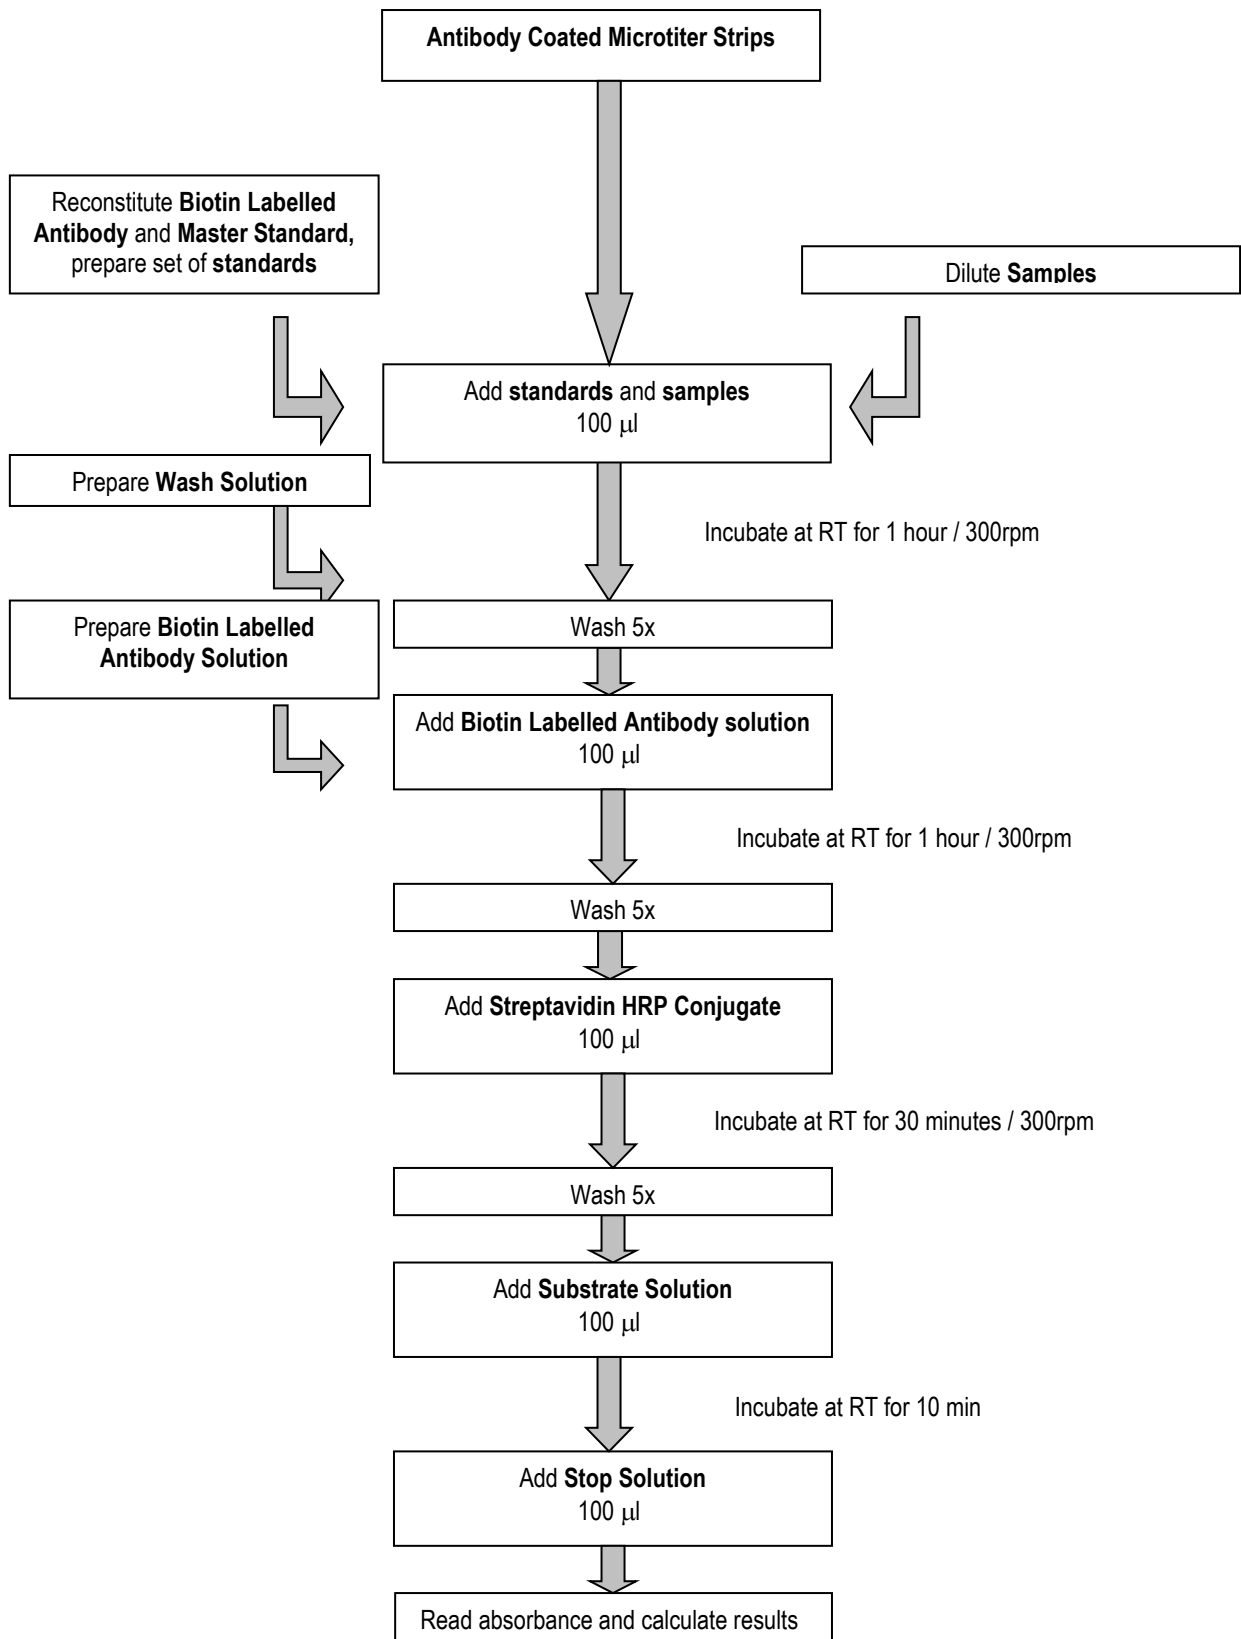 Antibody Coated Microtiter Strips
Reconstitute Biotin Labelled
Antibody and Master Standard,
prepare set of standards
Dilute Samples
Add standards and samples
100 μl
Prepare Wash Solution
Incubate at RT for 1 hour / 300rpm
Prepare Biotin Labelled
Antibody Solution
Wash 5x
Add Biotin Labelled Antibody solution
100 μl
Incubate at RT for 1 hour / 300rpm
Wash 5x
Add Streptavidin HRP Conjugate
100 μl
Incubate at RT for 30 minutes / 300rpm
Wash 5x
Add Substrate Solution
100 μl
Incubate at RT for 10 min
Add Stop Solution
100 μl
Read absorbance and calculate results